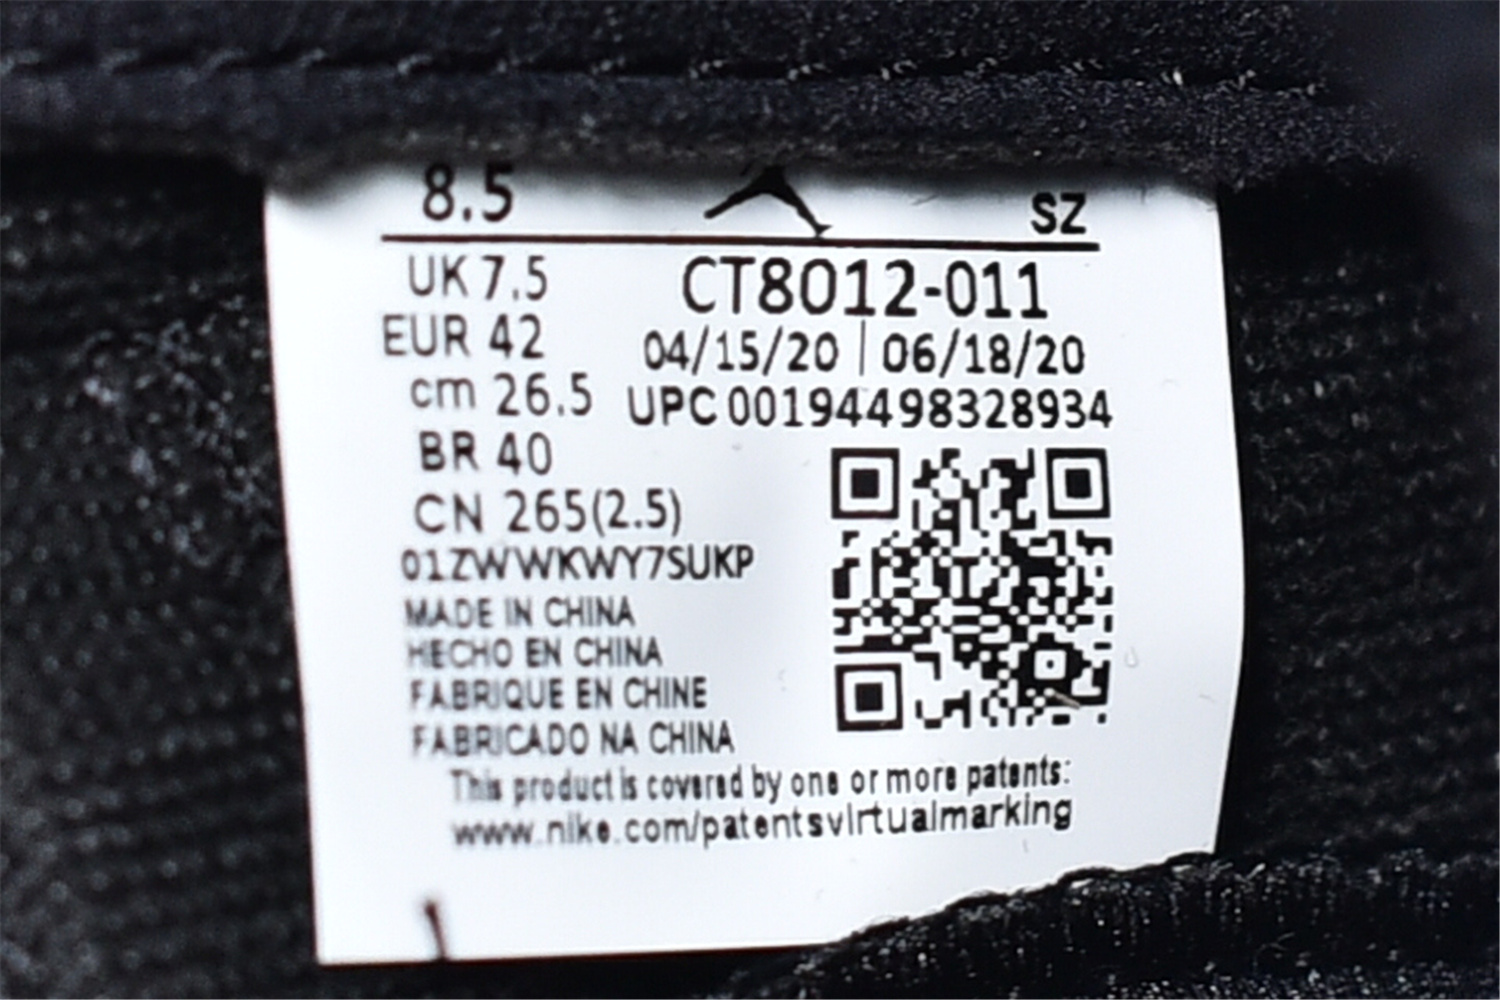 8.5 SZ
UK 7.5 CT8012-011
EUR 42 04/15/20 | 06/18/20
cm 26.5 UPC 00194498328934
BR 40
CN 265(2.5)
01ZWWKWY7SUKP
MADE IN CHINA
HECHO EN CHINA
FABRIQUE EN CHINE
FABRICADO NA CHINA
This product is covered by one or more patents:
www.nike.com/patentsvirtualmarking